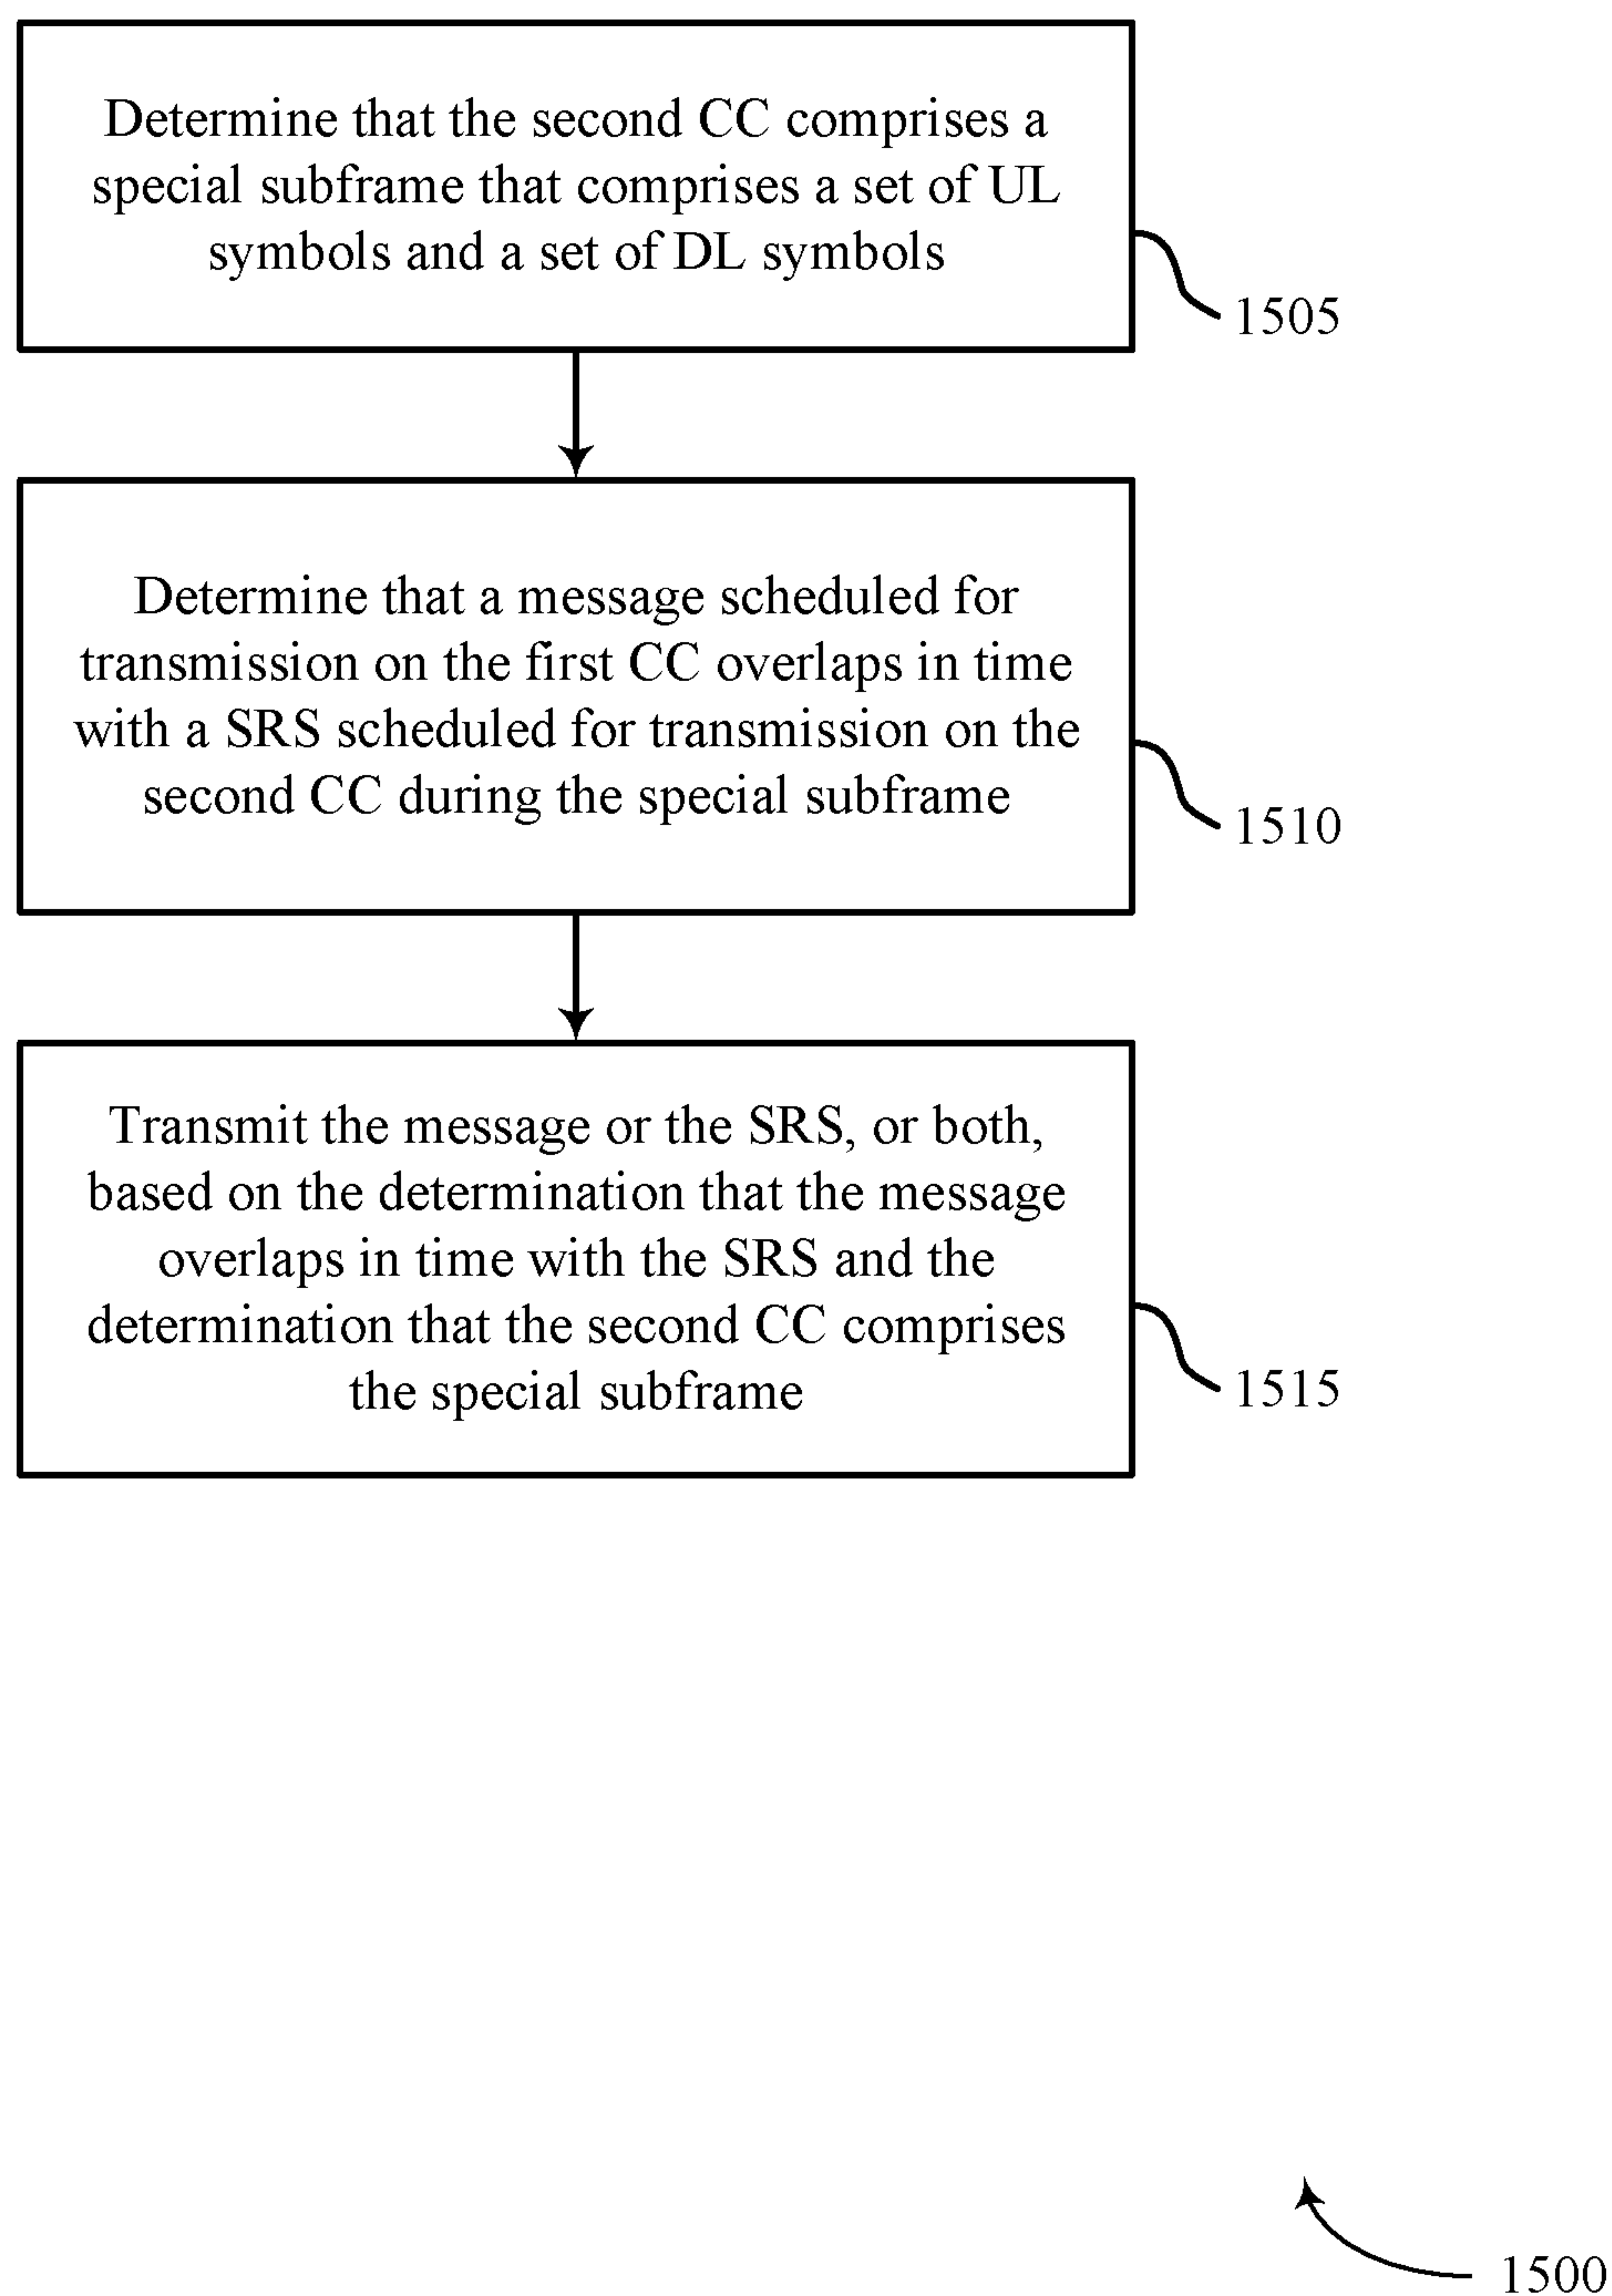 Determine that the second CC comprises a
special subframe that comprises a set of UL
symbols and a set of DL symbols
1505
Determine that a message scheduled for
transmission on the first CC overlaps in time
with a SRS scheduled for transmission on the
second CC during the special subframe
1510
Transmit the message or the SRS, or both,
based on the determination that the message
overlaps in time with the SRS and the
determination that the second CC comprises
the special subframe
1515
1500